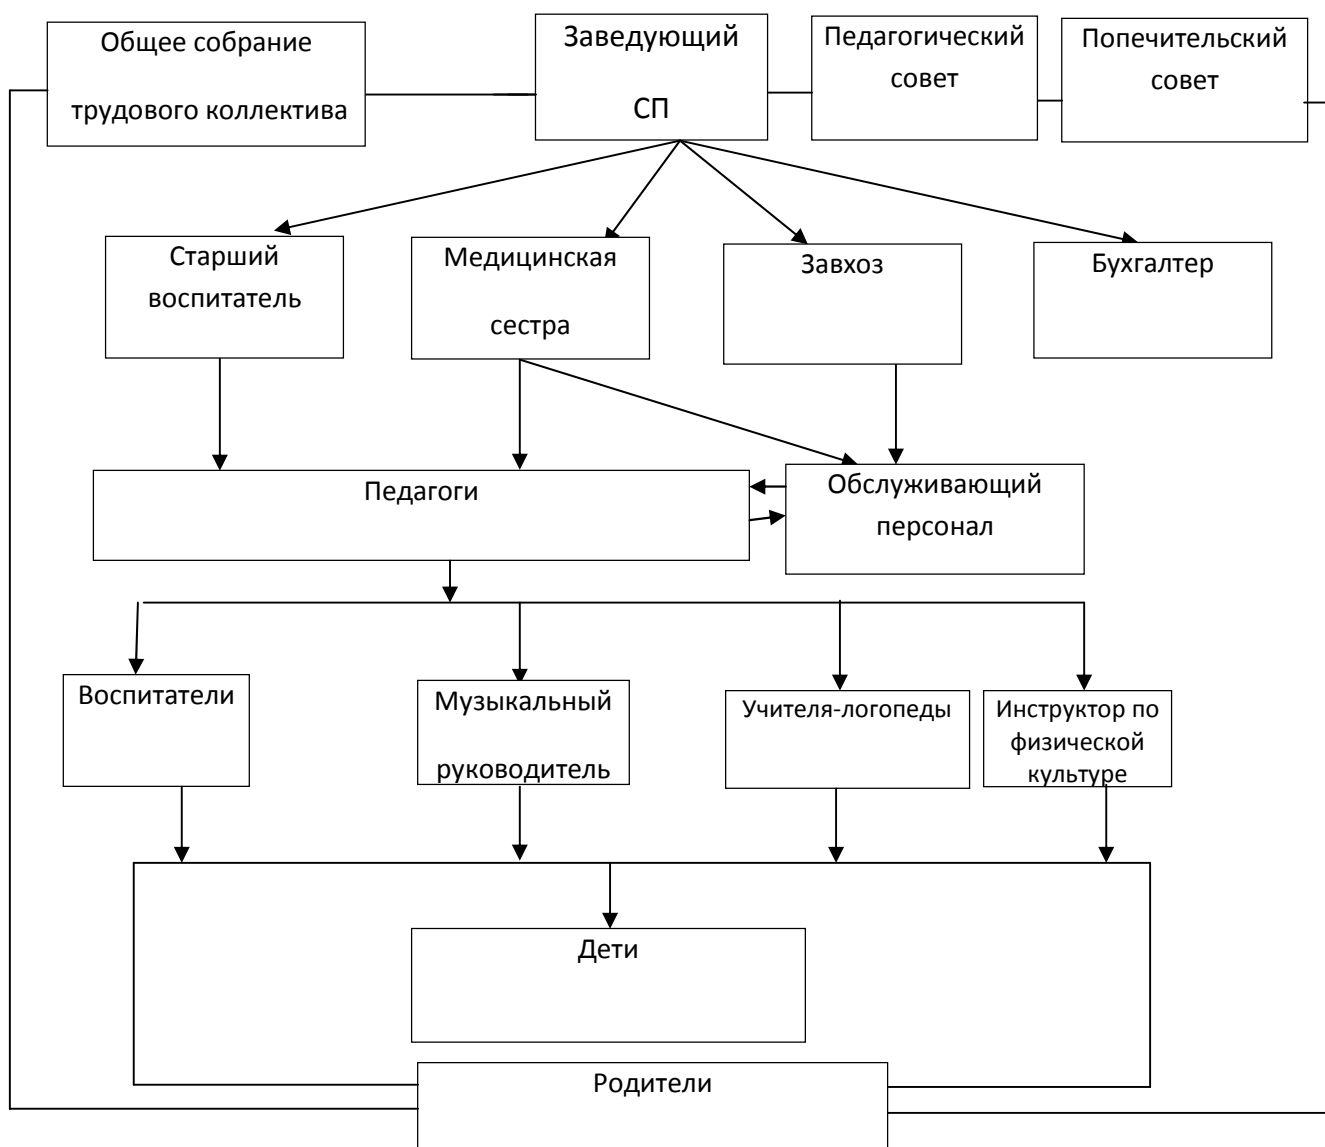 Общее собрание
трудового коллектива
Заведующий
СП
Педагогический
совет
Попечительский
совет
Старший
воспитатель
Медицинская
сестра
Завхоз
Бухгалтер
Педагоги
Обслуживающий
персонал
Воспитатели
Музыкальный
руководитель
Учителя-логопеды
Инструктор по
физической
культуре
Дети
Родители